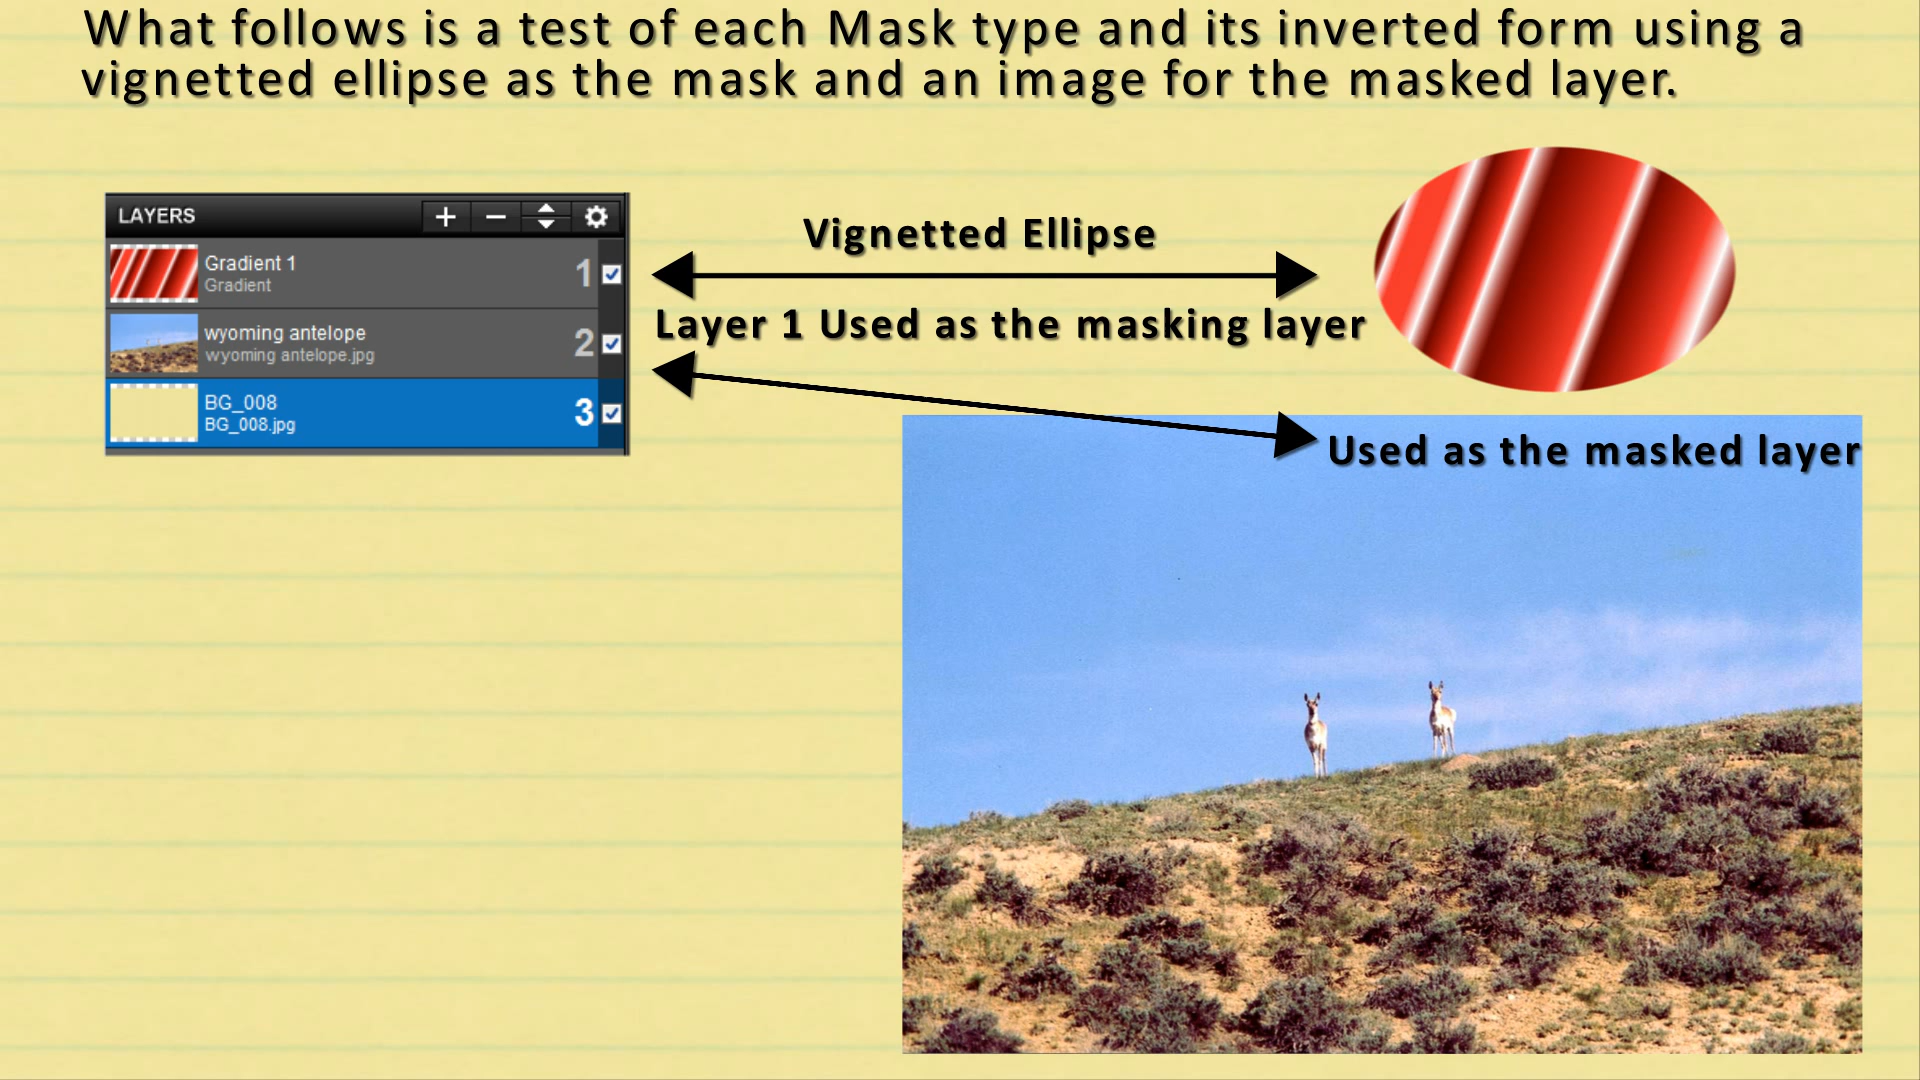 What follows is a test of each Mask type and its inverted form using a
vignetted ellipse as the mask and an image for the masked layer.
LAYERS
Gradient 1
Gradient
1
wyoming antelope
wyoming antelope.jpg
2
BG_008
BG_008.jpg
3
Vignetted Ellipse
Layer 1 Used as the masking layer
Used as the masked layer